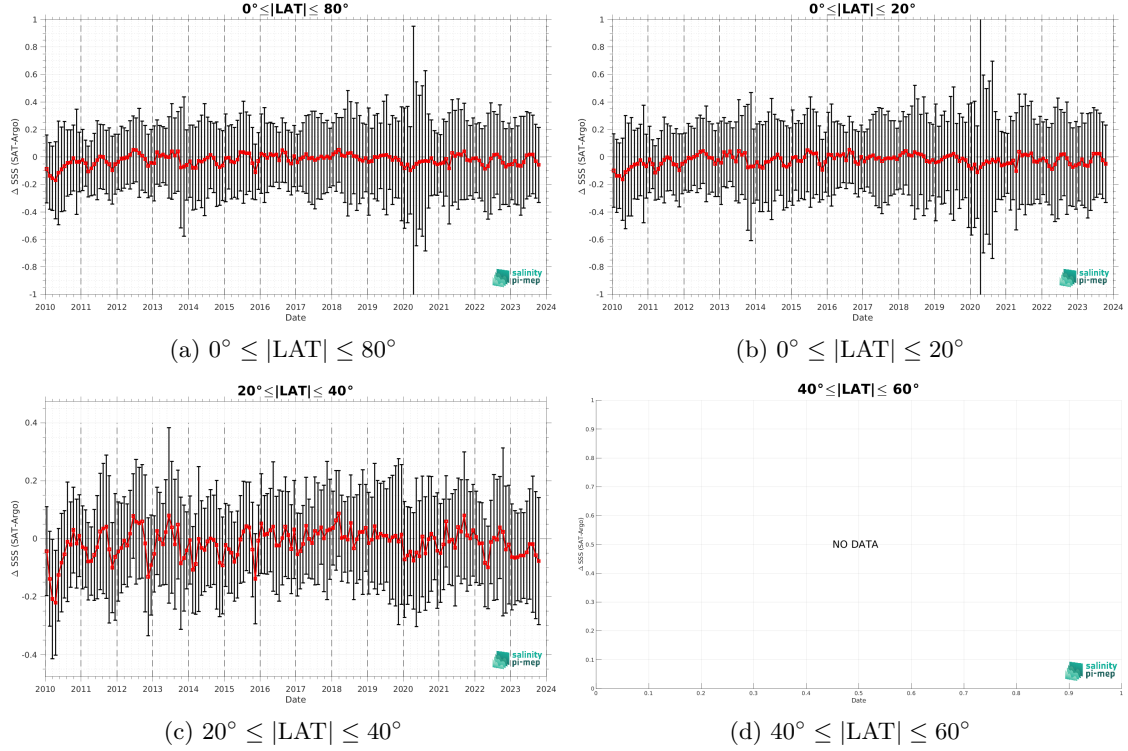 0°≤|LAT|≤ 80°
1
0.8
0.6
0.4
0.2
0
-0.2
-0.4
-0.6
-0.8
-1
Δ SSS (SAT-Argo)
2010 2011 2012 2013 2014 2015 2016 2017 2018 2019 2020 2021 2022 2023 2024
Date
salinity
pi-mep
(a) 0° ≤ |LAT| ≤ 80°
0°≤|LAT|≤ 20°
1
0.8
0.6
0.4
0.2
0
-0.2
-0.4
-0.6
-0.8
-1
Δ SSS (SAT-Argo)
2010 2011 2012 2013 2014 2015 2016 2017 2018 2019 2020 2021 2022 2023 2024
Date
salinity
pi-mep
(b) 0° ≤ |LAT| ≤ 20°
20°≤|LAT|≤ 40°
0.4
0.2
0
-0.2
-0.4
Δ SSS (SAT-Argo)
2010 2011 2012 2013 2014 2015 2016 2017 2018 2019 2020 2021 2022 2023 2024
Date
salinity
pi-mep
(c) 20° ≤ |LAT| ≤ 40°
40°≤|LAT|≤ 60°
1
0.9
0.8
0.7
0.6
0.5
0.4
0.3
0.2
0.1
0
Δ SSS (SAT-Argo)
NO DATA
0 0.1 0.2 0.3 0.4 0.5 0.6 0.7 0.8 0.9 1
Date
salinity
pi-mep
(d) 40° ≤ |LAT| ≤ 60°